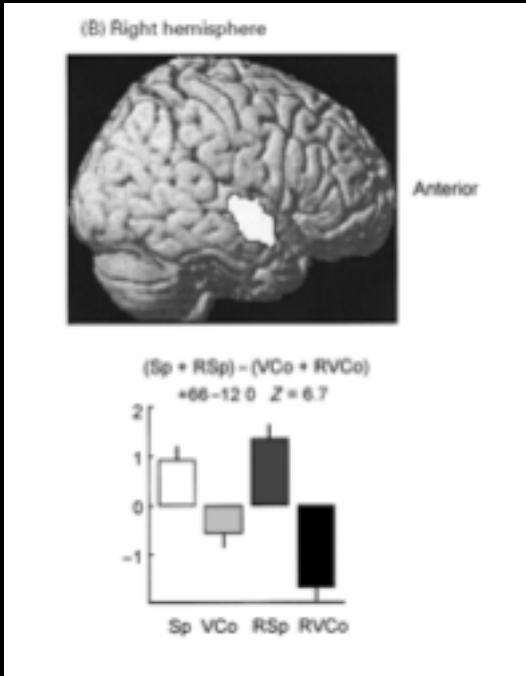 (B) Right hemisphere
Anterior
(Sp + RSp) – (VCo + RVCo)
+66 –12 0 Z = 6.7
2
1
0
–1
Sp VCo RSp RVCo